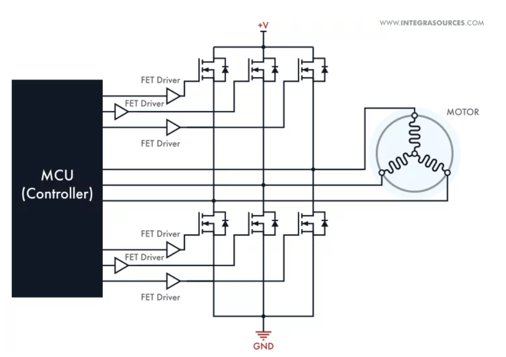 +V
WWW.INTEGRASOURCES.COM
FET Driver
FET Driver
FET Driver
MOTOR
MCU
(Controller)
FET Driver
FET Driver
FET Driver
GND